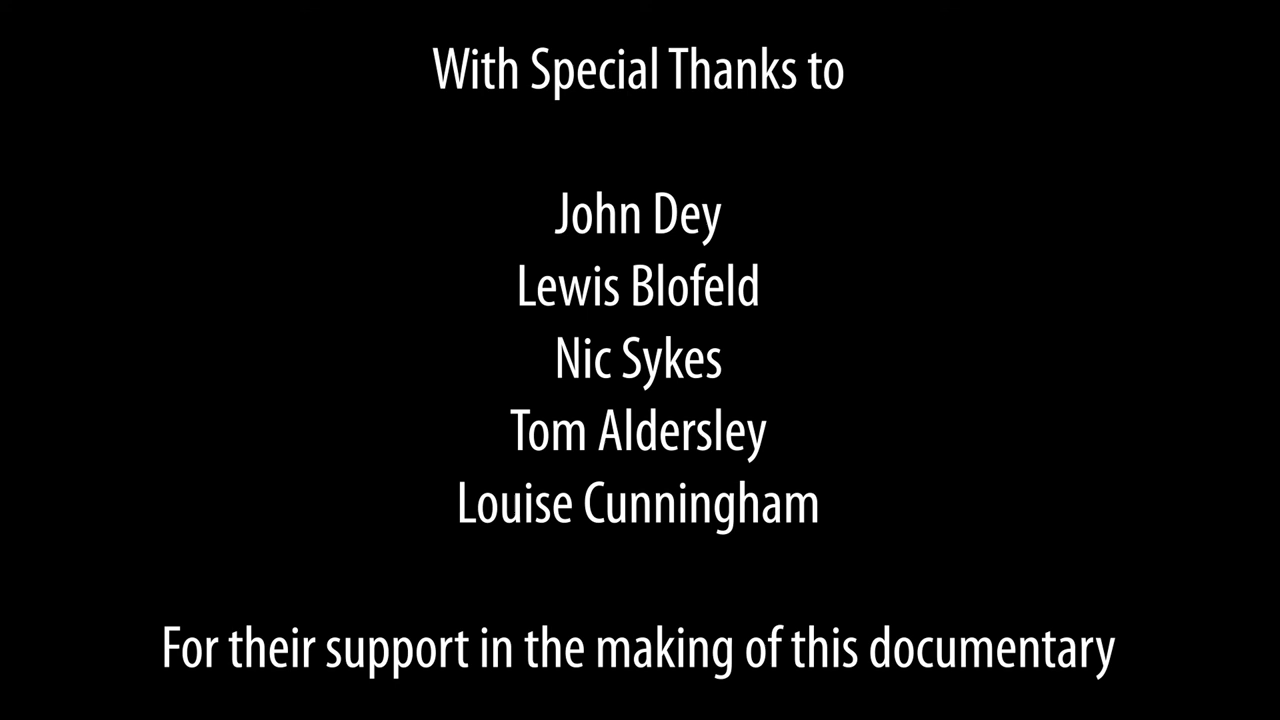 With Special Thanks to
John Dey
Lewis Blofeld
Nic Sykes
Tom Aldersley
Louise Cunningham
For their support in the making of this documentary